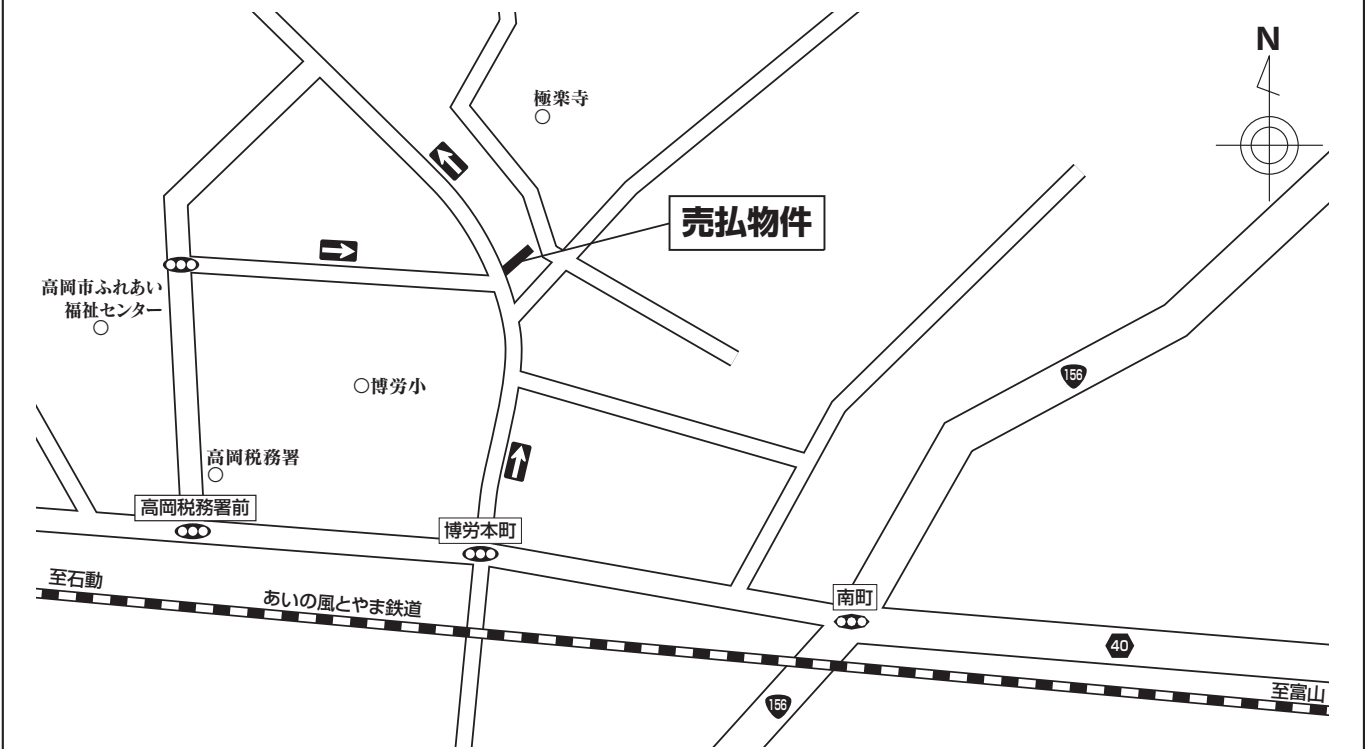 N
極楽寺
売払物件
高岡市ふれあい
福祉センター
156
博労小
高岡税務署
高岡税務署前
博労本町
至石動
あいの風とやま鉄道
南町
40
至富山
156